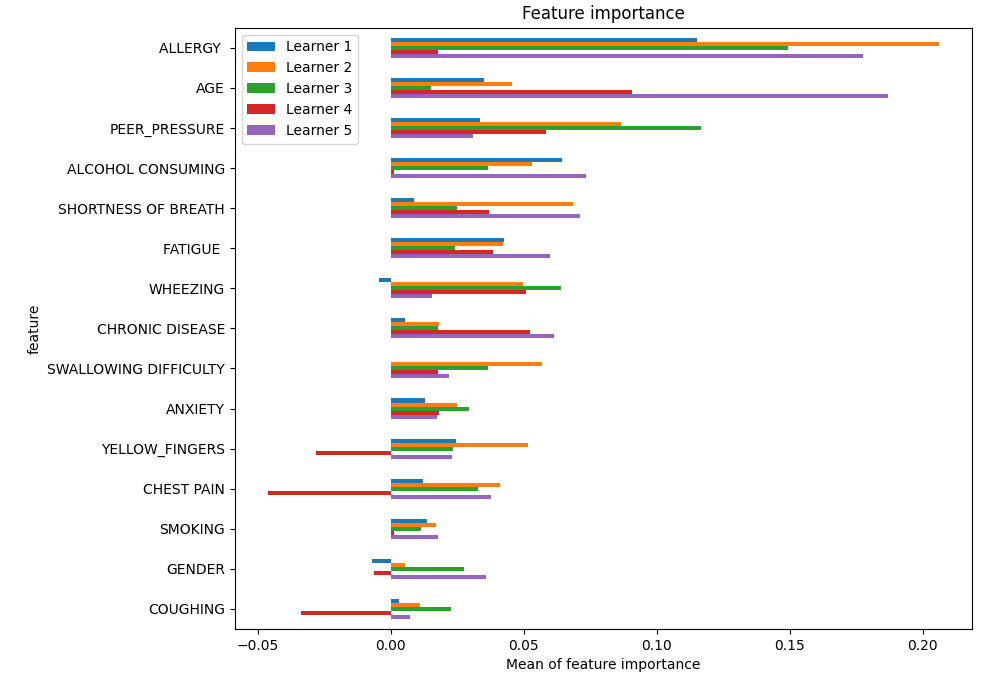 Feature importance
Learner 1
Learner 2
Learner 3
Learner 4
Learner 5
ALLERGY
AGE
PEER_PRESSURE
ALCOHOL CONSUMING
SHORTNESS OF BREATH
FATIGUE
WHEEZING
CHRONIC DISEASE
SWALLOWING DIFFICULTY
ANXIETY
YELLOW_FINGERS
CHEST PAIN
SMOKING
GENDER
COUGHING
feature
−0.05 0.00 0.05 0.10 0.15 0.20
Mean of feature importance